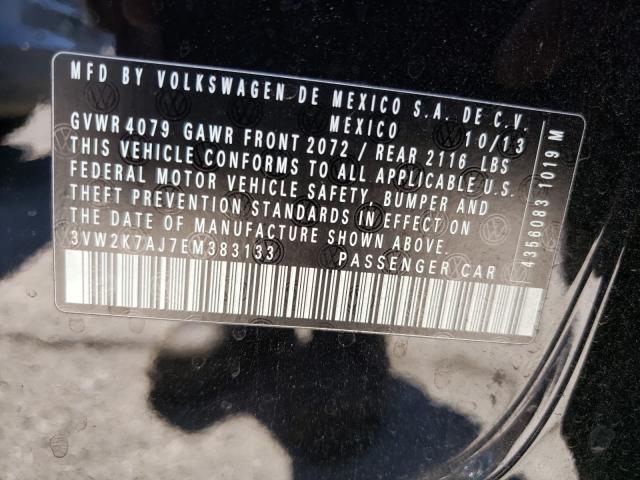 MFD BY VOLKSWAGEN DE MEXICO S.A. DE C.V.
MEXICO 10/13
GVWR 4079 GAWR FRONT 2072 / REAR 2116 LBS
THIS VEHICLE CONFORMS TO ALL APPLICABLE U.S.
FEDERAL MOTOR VEHICLE SAFETY, BUMPER AND
THEFT PREVENTION STANDARDS IN EFFECT ON
THE DATE OF MANUFACTURE SHOWN ABOVE.
3VW2K7AJ7EM383133 PASSENGER CAR
4356083 1019 M